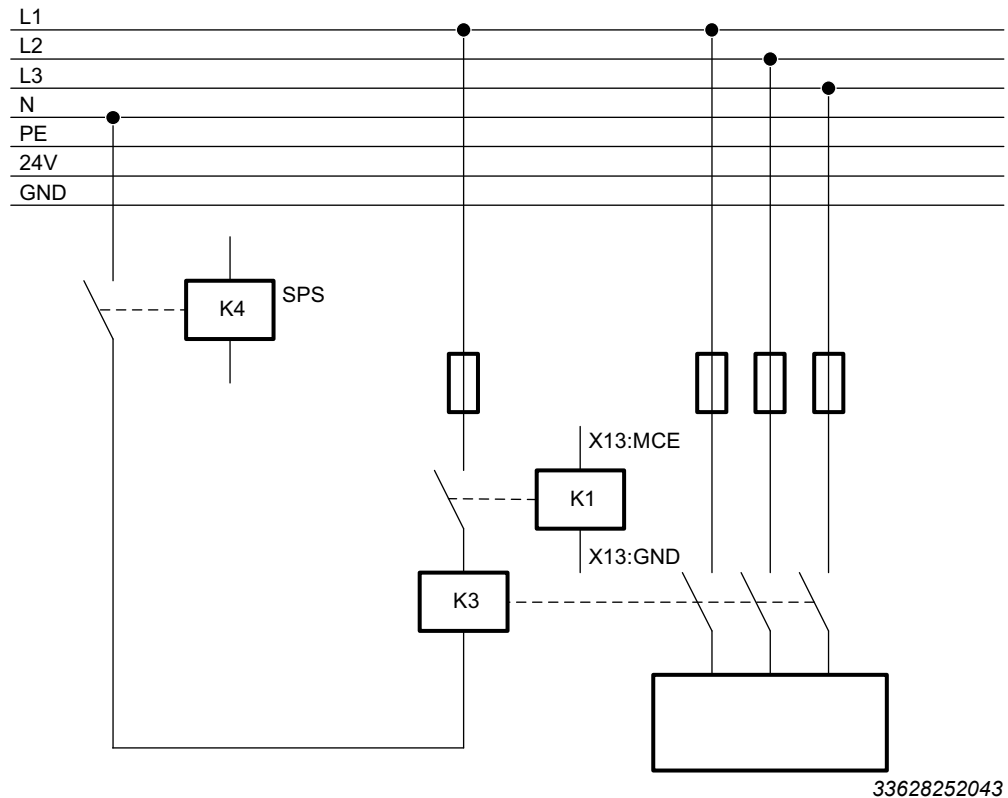 L1
L2
L3
N
PE
24V
GND
K4
SPS
X13:MCE
K1
X13:GND
K3
33628252043